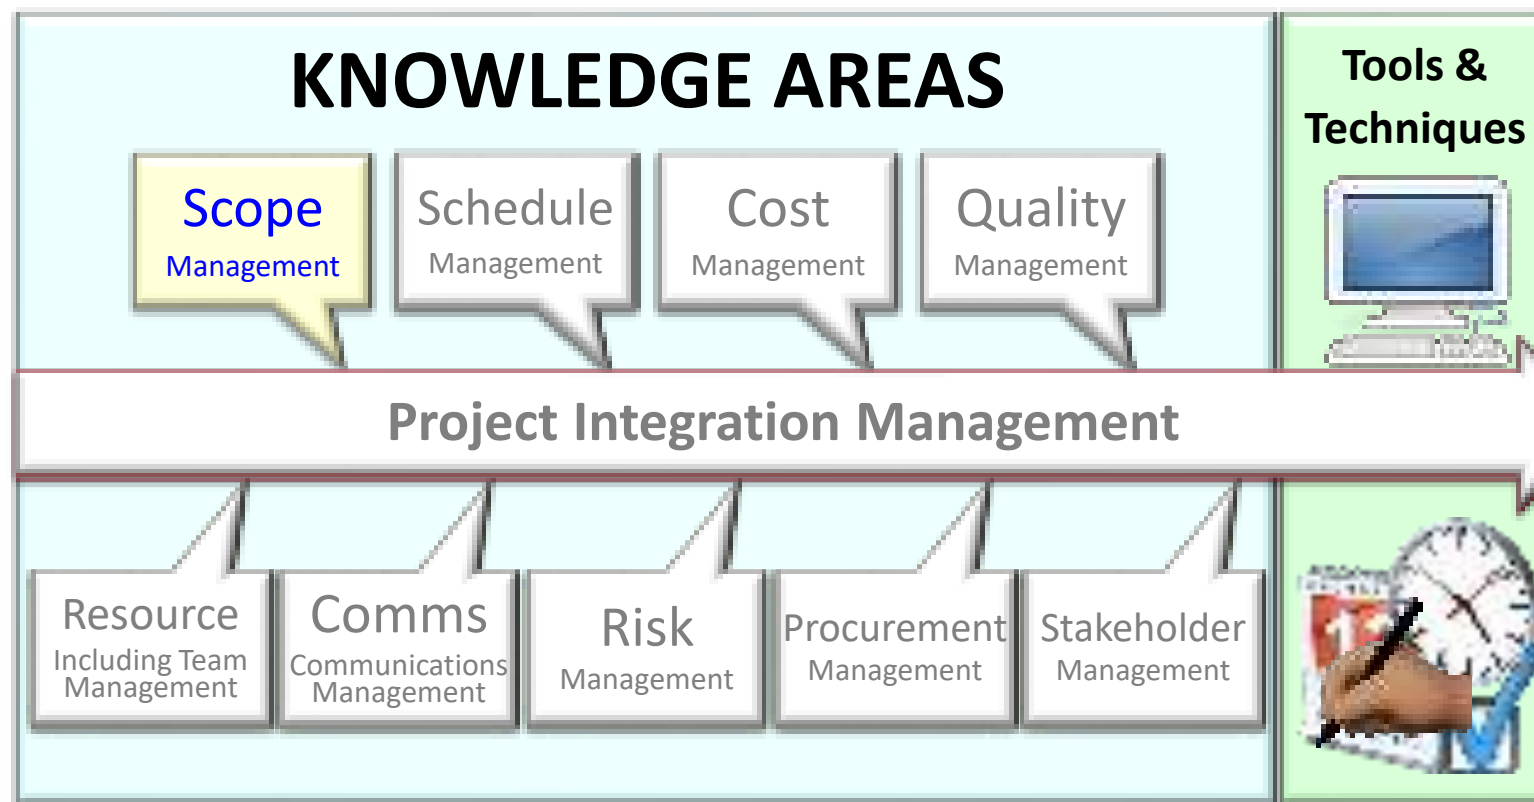 KNOWLEDGE AREAS
Tools &
Techniques
Scope
Management
Schedule
Management
Cost
Management
Quality
Management
Project Integration Management
Resource
Including Team
Management
Comms
Communications
Management
Risk
Management
Procurement
Management
Stakeholder
Management